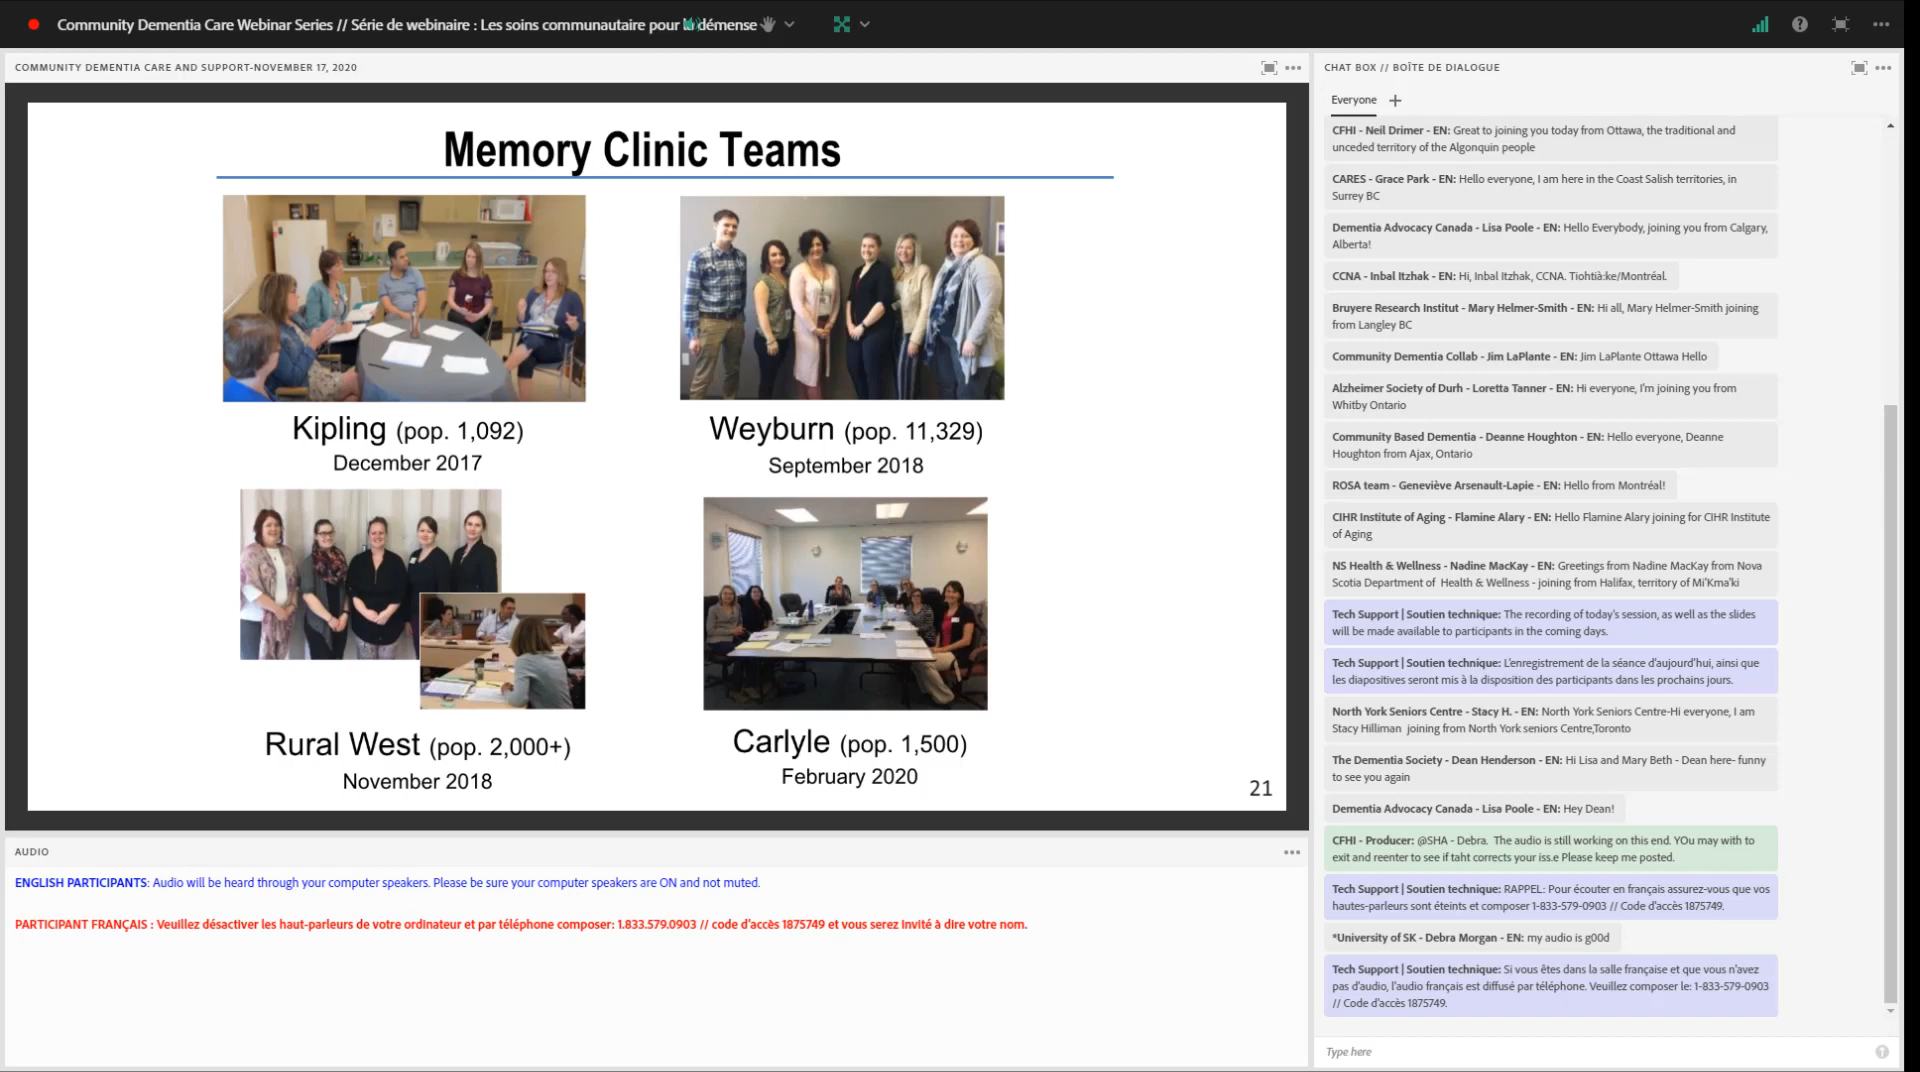 Community Dementia Care Webinar Series // Série de webinaire : Les soins communautaire pour la démense
COMMUNITY DEMENTIA CARE AND SUPPORT-NOVEMBER 17, 2020
Memory Clinic Teams
Kipling (pop. 1,092)
December 2017
Weyburn (pop. 11,329)
September 2018
Rural West (pop. 2,000+)
November 2018
Carlyle (pop. 1,500)
February 2020
21
AUDIO
ENGLISH PARTICIPANTS: Audio will be heard through your computer speakers. Please be sure your computer speakers are ON and not muted.
PARTICIPANT FRANÇAIS : Veuillez désactiver les haut-parleurs de votre ordinateur et par téléphone composer: 1.833.579.0903 // code d'accès 1875749 et vous serez invité à dire votre nom.
CHAT BOX // BOÎTE DE DIALOGUE
Everyone
CFHI - Neil Drimer - EN: Great to joining you today from Ottawa, the traditional and
unceded territory of the Algonquin people
CARES - Grace Park - EN: Hello everyone, I am here in the Coast Salish territories, in
Surrey BC
Dementia Advocacy Canada - Lisa Poole - EN: Hello Everybody, joining you from Calgary,
Alberta!
CCNA - Inbal Itzhak - EN: Hi, Inbal Itzhak, CCNA. Tiohtià:ke/Montréal.
Bruyere Research Institut - Mary Helmer-Smith - EN: Hi all, Mary Helmer-Smith joining
from Langley BC
Community Dementia Collab - Jim LaPlante - EN: Jim LaPlante Ottawa Hello
Alzheimer Society of Durh - Loretta Tanner - EN: Hi everyone, I'm joining you from
Whitby Ontario
Community Based Dementia - Deanne Houghton - EN: Hello everyone, Deanne
Houghton from Ajax, Ontario
ROSA team - Geneviève Arsenault-Lapie - EN: Hello from Montréal!
CIHR Institute of Aging - Flamine Alary - EN: Hello Flamine Alary joining for CIHR Institute
of Aging
NS Health & Wellness - Nadine MacKay - EN: Greetings from Nadine MacKay from Nova
Scotia Department of Health & Wellness - joining from Halifax, territory of Mi'Kma'ki
Tech Support | Soutien technique: The recording of today's session, as well as the slides
will be made available to participants in the coming days.
Tech Support | Soutien technique: L'enregistrement de la séance d'aujourd'hui, ainsi que
les diapositives seront mis à la disposition des participants dans les prochains jours.
North York Seniors Centre - Stacy H. - EN: North York Seniors Centre-Hi everyone, I am
Stacy Hilliman joining from North York seniors Centre,Toronto
The Dementia Society - Dean Henderson - EN: Hi Lisa and Mary Beth - Dean here- funny
to see you again
Dementia Advocacy Canada - Lisa Poole - EN: Hey Dean!
CFHI - Producer: @SHA - Debra. The audio is still working on this end. YOu may with to
exit and reenter to see if taht corrects your iss.e Please keep me posted.
Tech Support | Soutien technique: RAPPEL: Pour écouter en français assurez-vous que vos
hautes-parleurs sont éteints et composer 1-833-579-0903 // Code d'accès 1875749.
*University of SK - Debra Morgan - EN: my audio is g00d
Tech Support | Soutien technique: Si vous êtes dans la salle française et que vous n'avez
pas d'audio, l'audio français est diffusé par téléphone. Veuillez composer le: 1-833-579-0903
// Code d'accès 1875749.
Type here